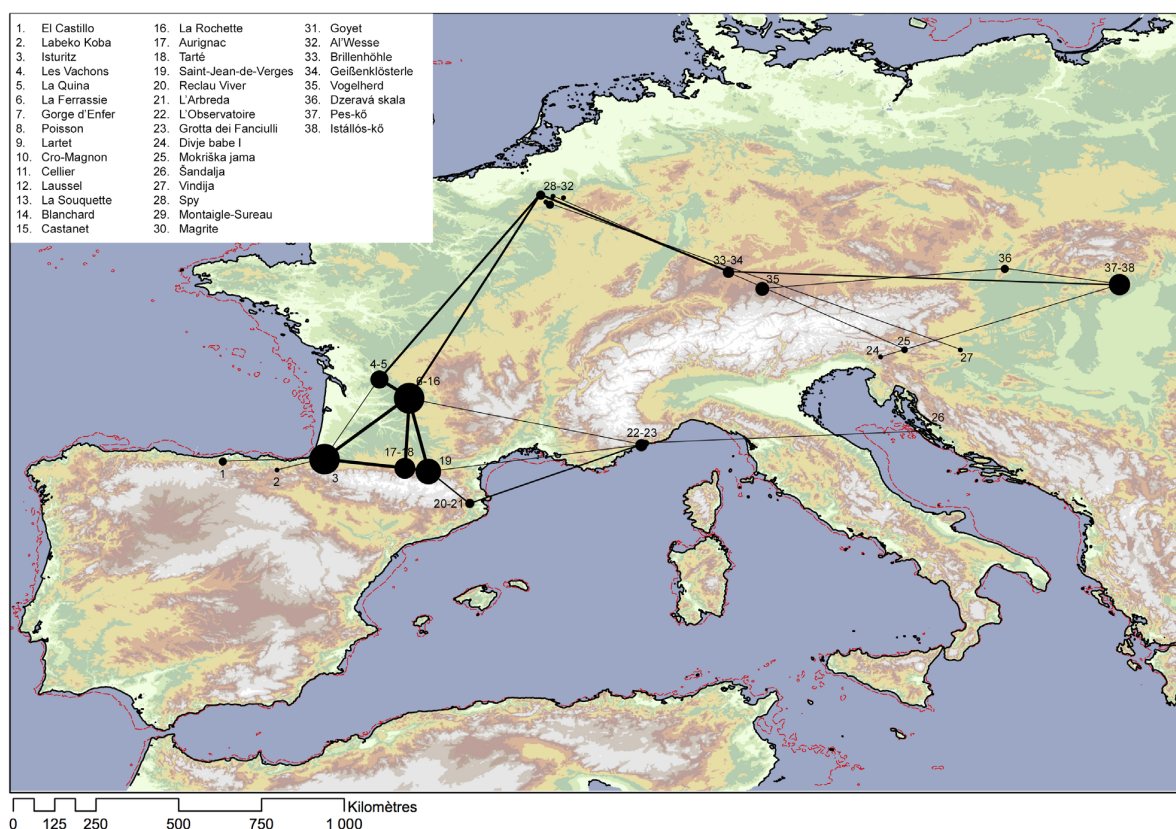 1. El Castillo
2. Labeko Koba
3. Isturitz
4. Les Vachons
5. La Quina
6. La Ferrassie
7. Gorge d'Enfer
8. Poisson
9. Lartet
10. Cro-Magnon
11. Cellier
12. Laussel
13. La Souquette
14. Blanchard
15. Castanet
16. La Rochette
17. Aurignac
18. Tarté
19. Saint-Jean-de-Verges
20. Reclau Viver
21. L'Arbreda
22. L'Observatoire
23. Grotta dei Fanciulli
24. Divje babe I
25. Mokriška jama
26. Šandalja
27. Vindija
28. Spy
29. Montaigle-Sureau
30. Magrite
31. Goyet
32. Al'Wesse
33. Brillenhöhle
34. Geißenklösterle
35. Vogelherd
36. Dzeravá skala
37. Pes-kő
38. Istállós-kő
28-32
33-34
35
36
37-38
24
25
27
4-5
6-16
26
22-23
17-18
19
1
2
3
20-21
Kilomètres
0 125 250 500 750 1 000